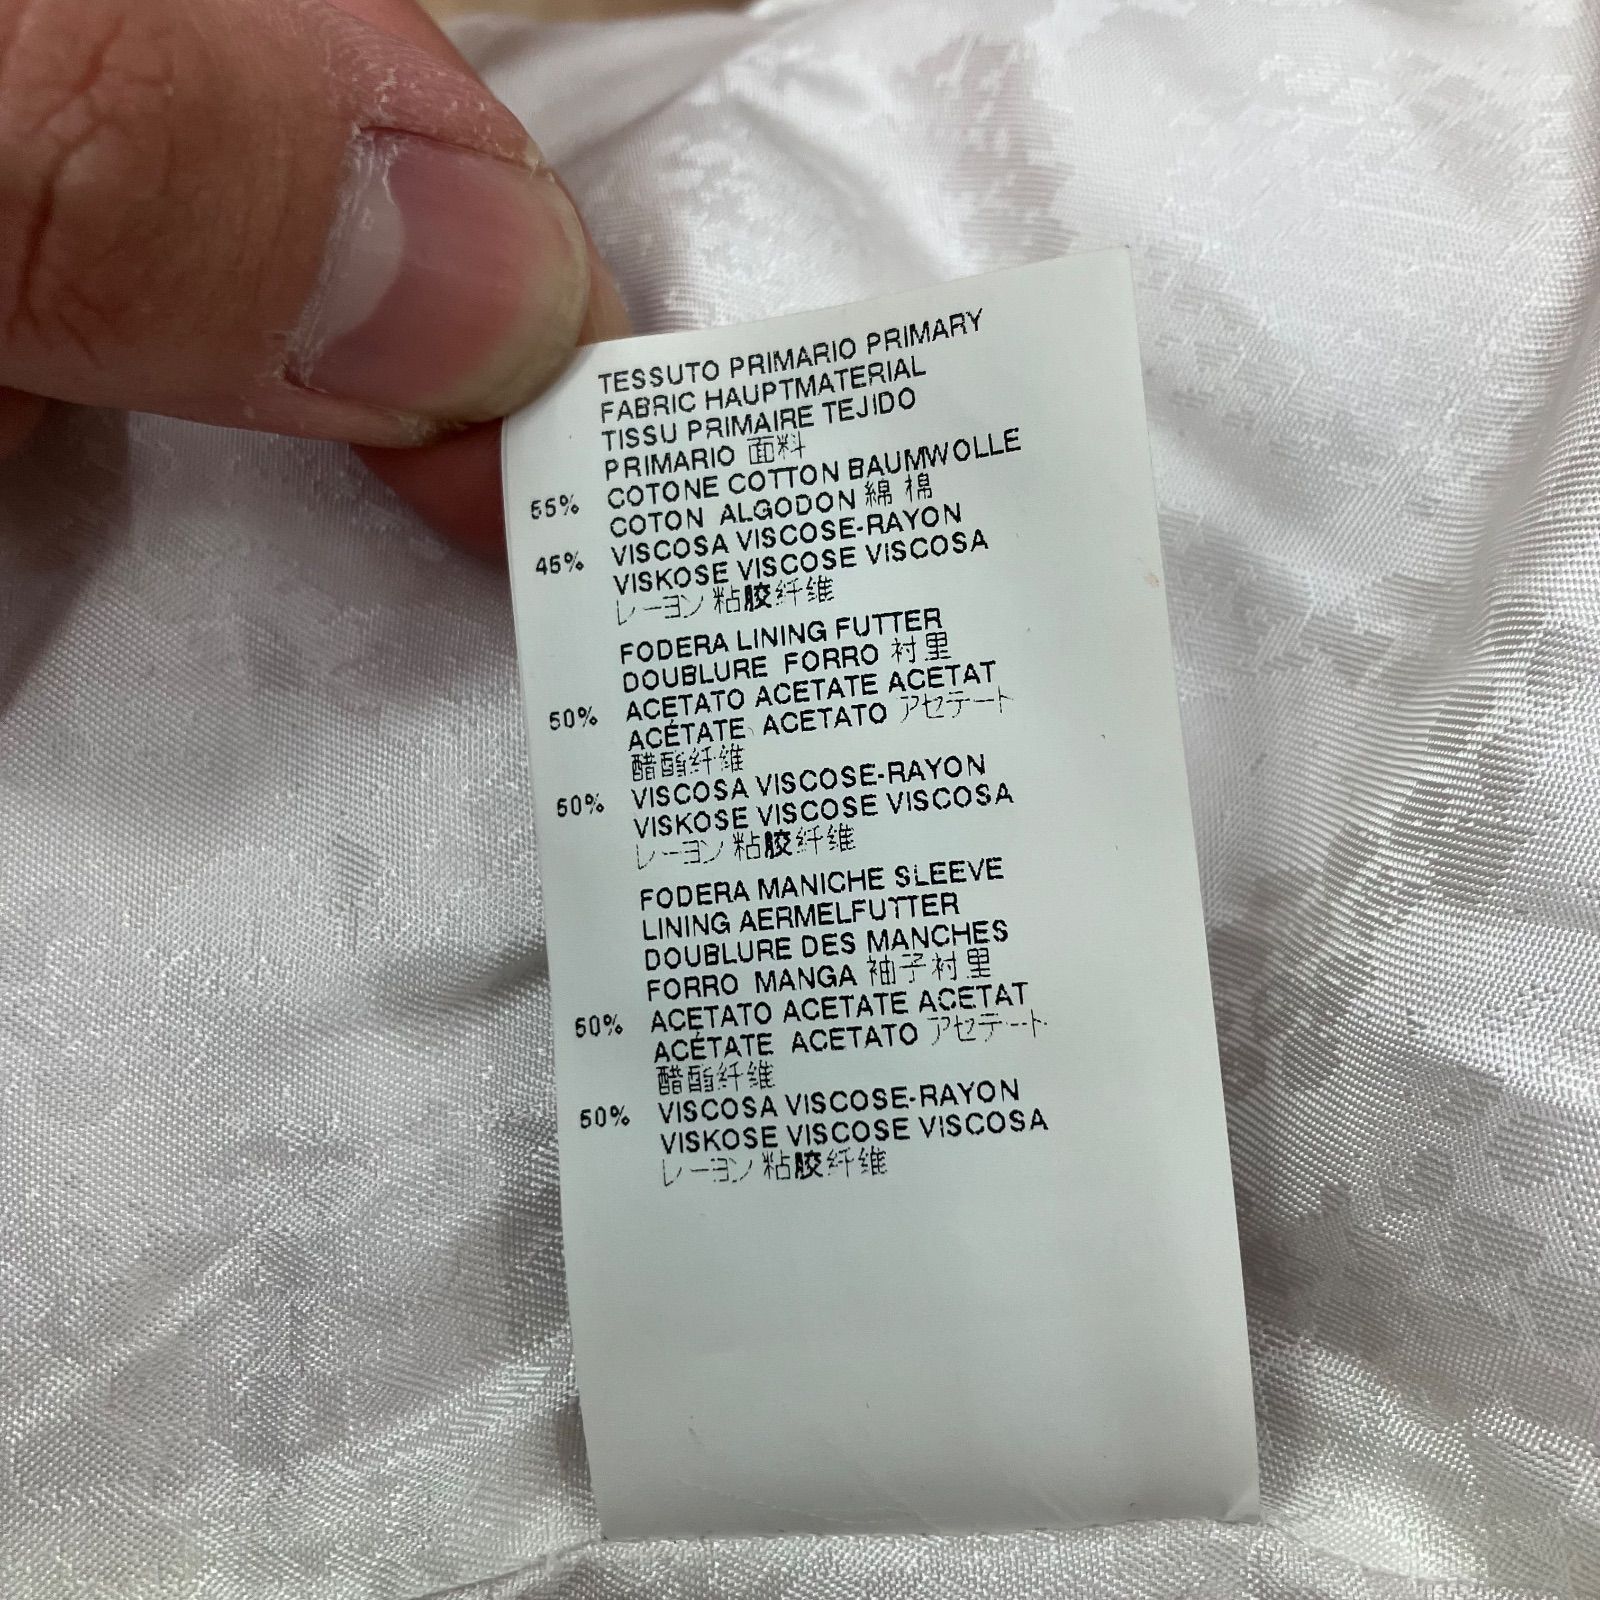 TESSUTO PRIMARIO PRIMARY
FABRIC HAUPTMATERIAL
TISSU PRIMAIRE TEJIDO
PRIMARIO 面料
55% COTONE COTTON BAUMWOLLE
COTON ALGODON 綿 棉
45% VISCOSA VISCOSE-RAYON
VISKOSE VISCOSE VISCOSA
レーヨン 粘胶纤维
FODERA LINING FUTTER
DOUBLURE FORRO 衬里
50% ACETATO ACETATE ACETAT
ACÉTATE ACETATO アセテート
醋酯纤维
50% VISCOSA VISCOSE-RAYON
VISKOSE VISCOSE VISCOSA
レーヨン 粘胶纤维
FODERA MANICHE SLEEVE
LINING AERMELFUTTER
DOUBLURE DES MANCHES
FORRO MANGA 袖子衬里
50% ACETATO ACETATE ACETAT
ACÉTATE ACETATO アセテート
醋酯纤维
50% VISCOSA VISCOSE-RAYON
VISKOSE VISCOSE VISCOSA
レーヨン 粘胶纤维